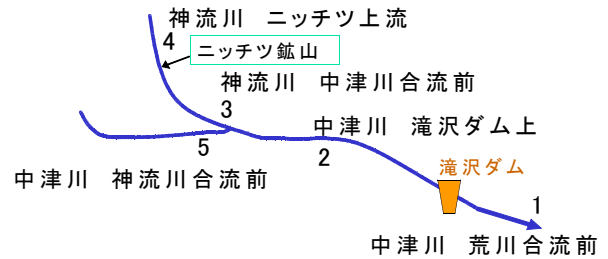 神流川 ニッチツ上流
4
ニッチツ鉱山
神流川 中津川合流前
3
中津川 滝沢ダム上
5
2
中津川 神流川合流前
滝沢ダム
1
中津川 荒川合流前